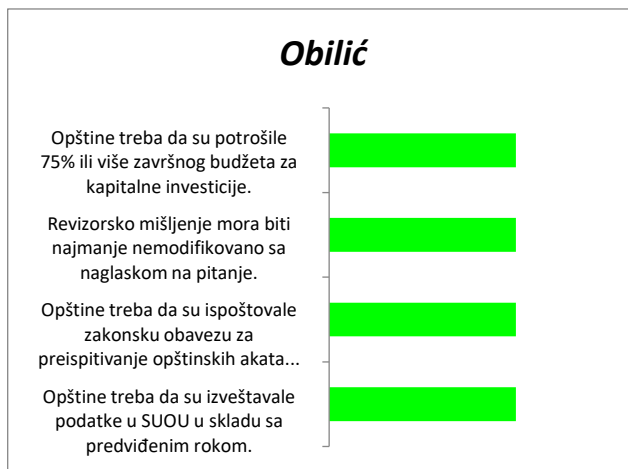 Obilić
Opštine treba da su potrošile
75% ili više završnog budžeta za
kapitalne investicije.
Revizorsko mišljenje mora biti
najmanje nemodifikovano sa
naglaskom na pitanje.
Opštine treba da su ispoštovale
zakonsku obavezu za
preispitivanje opštinskih akata...
Opštine treba da su izveštavale
podatke u SUOU u skladu sa
predviđenim rokom.